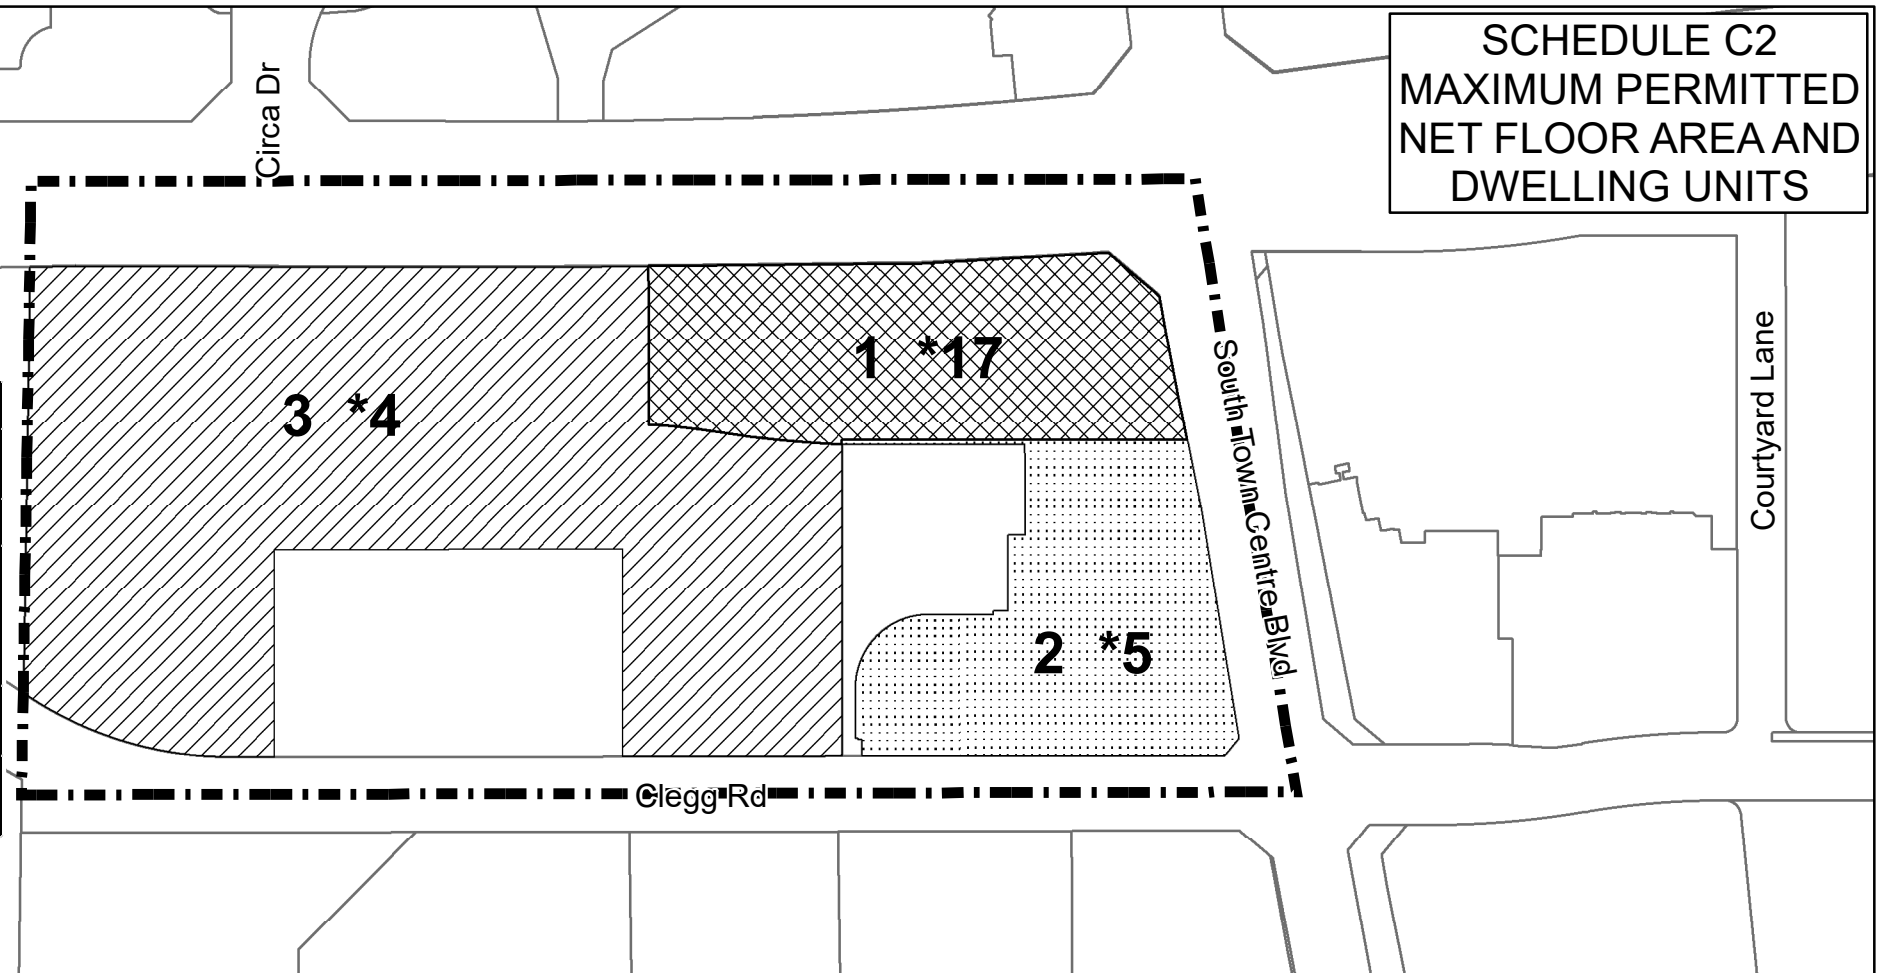 SCHEDULE C2
MAXIMUM PERMITTED
NET FLOOR AREA AND
DWELLING UNITS
Circa Dr
1 *17
3 *4
South Town Centre Blvd
Courtyard Lane
2 *5
Clegg Rd